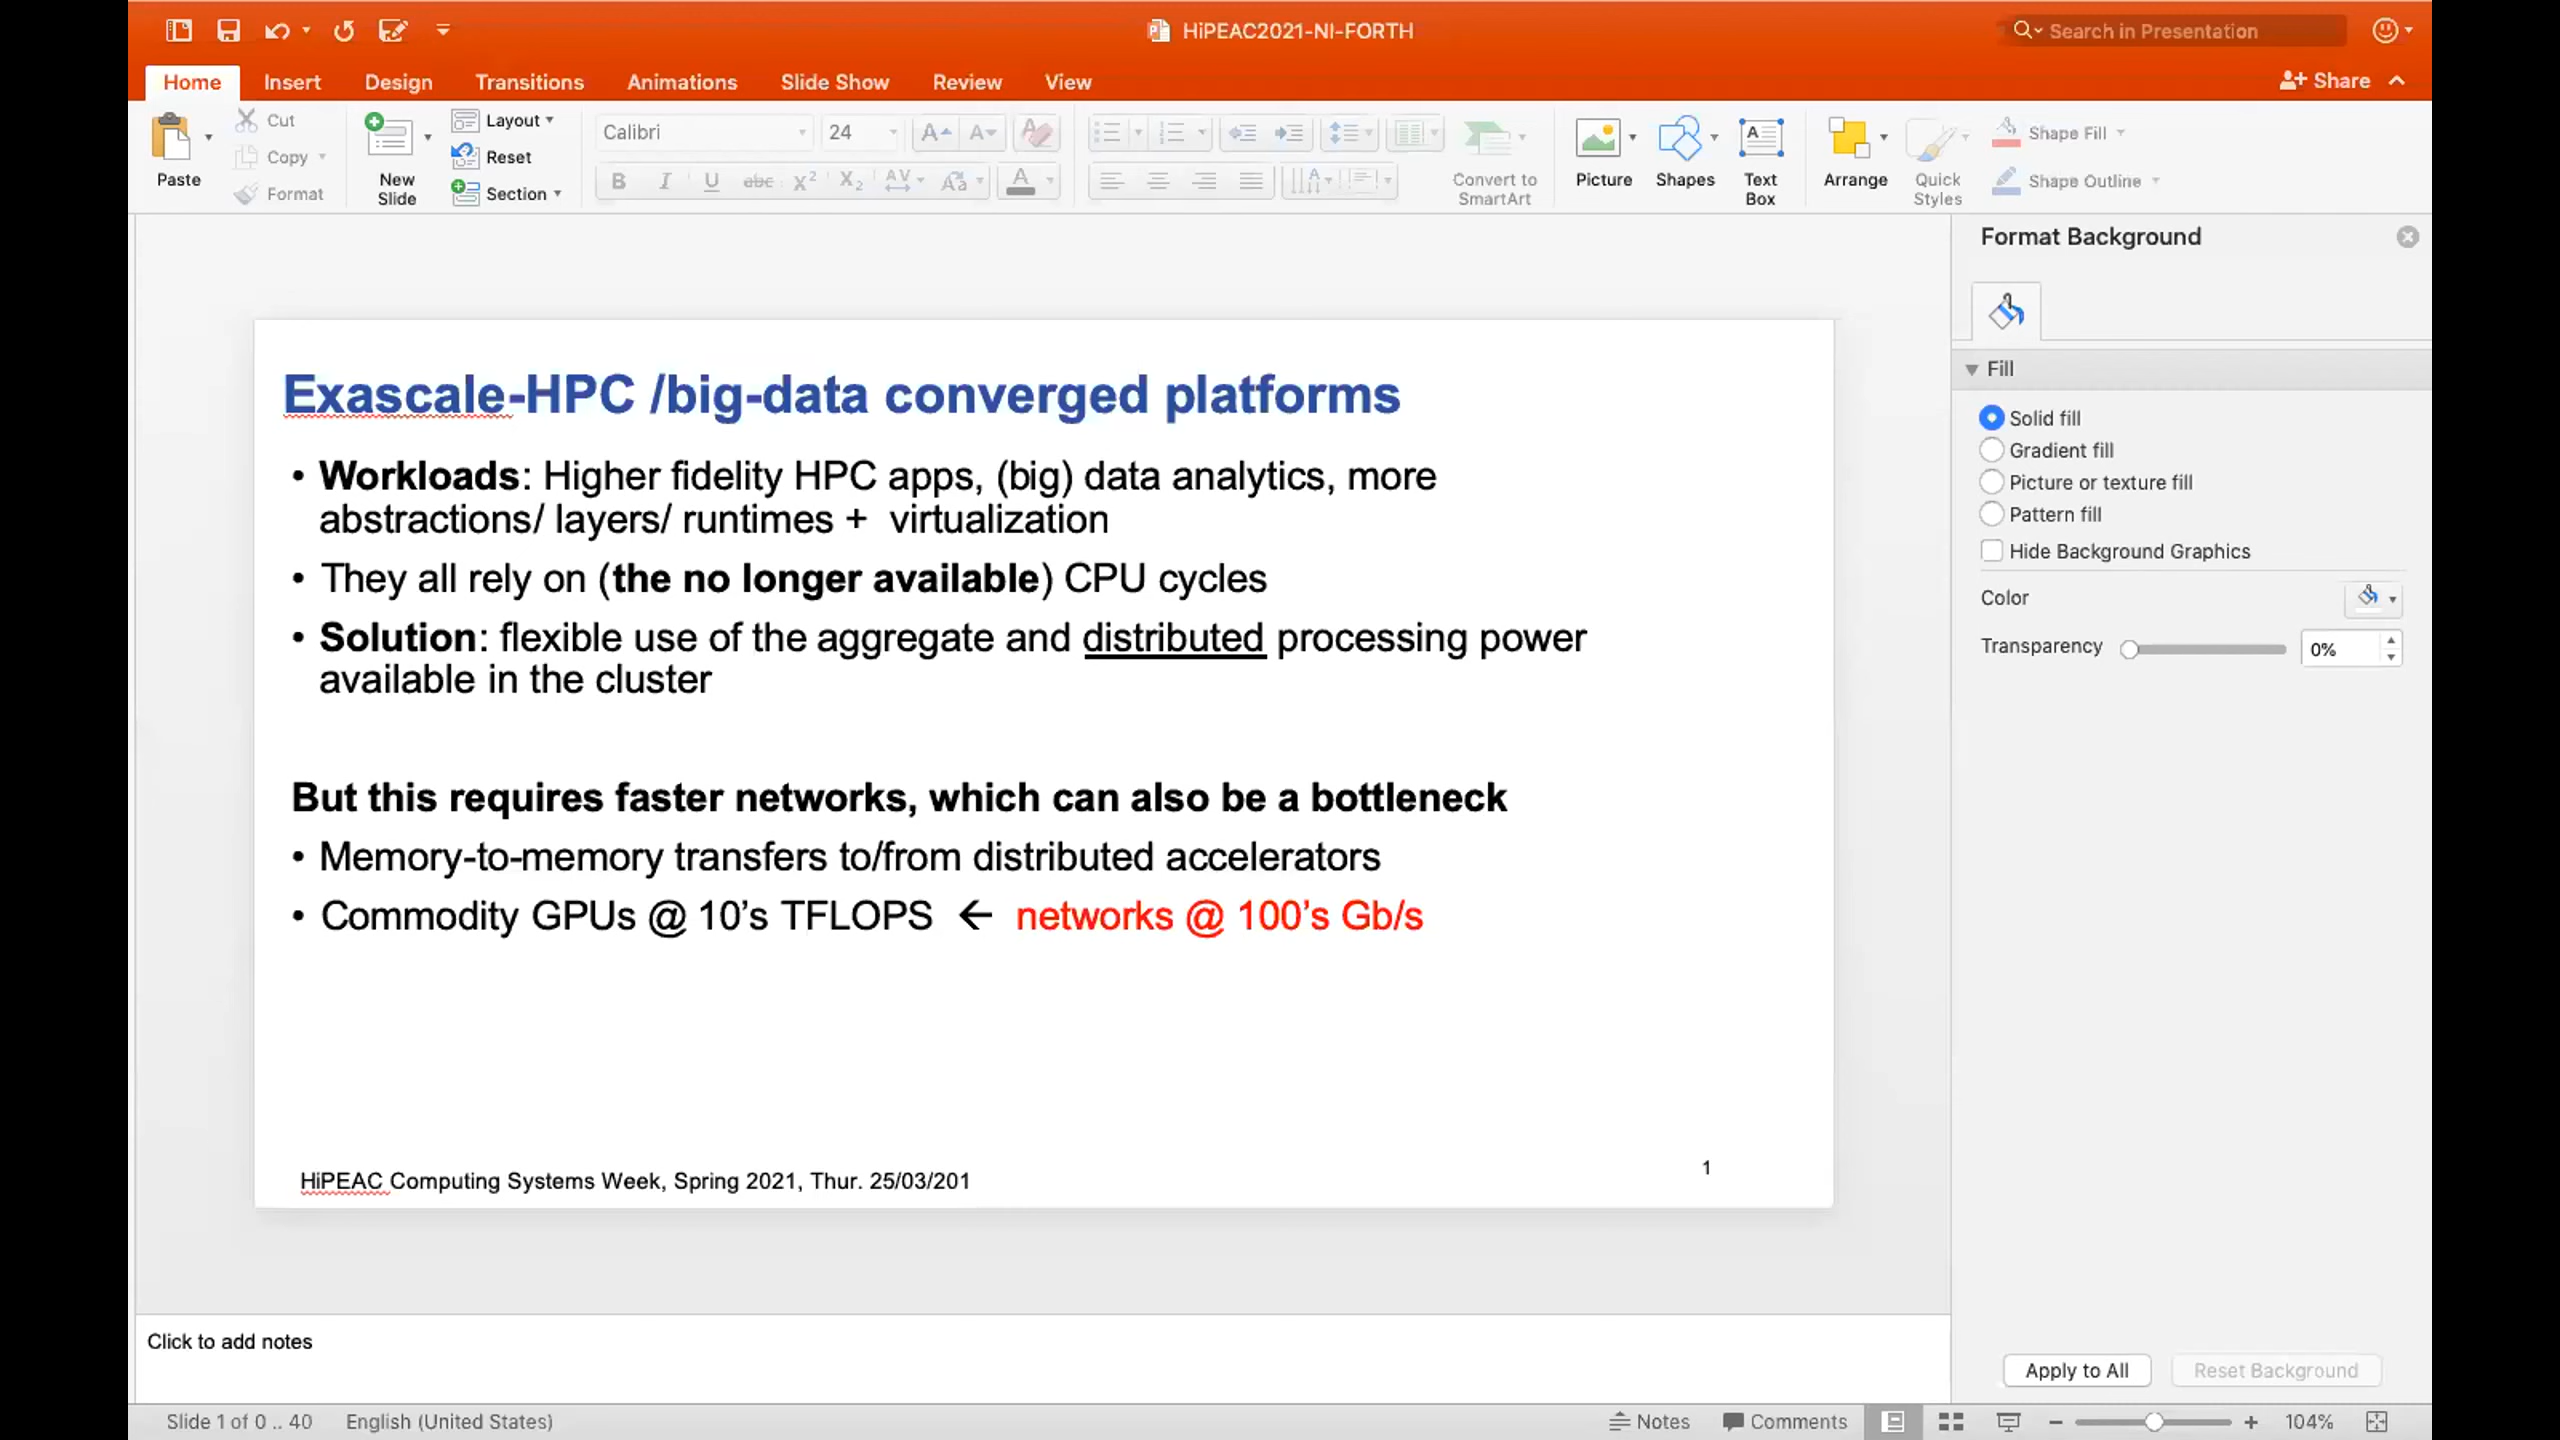 HiPEAC2021-NI-FORTH
Search in Presentation
Home Insert Design Transitions Animations Slide Show Review View
Share
Paste
Cut
Copy
Format
New Slide
Layout
Reset
Section
Calibri 24
Convert to SmartArt
Picture
Shapes
Text Box
Arrange
Quick Styles
Shape Fill
Shape Outline
Exascale-HPC /big-data converged platforms
• Workloads: Higher fidelity HPC apps, (big) data analytics, more
abstractions/ layers/ runtimes + virtualization
• They all rely on (the no longer available) CPU cycles
• Solution: flexible use of the aggregate and distributed processing power
available in the cluster
But this requires faster networks, which can also be a bottleneck
• Memory-to-memory transfers to/from distributed accelerators
• Commodity GPUs @ 10's TFLOPS ← networks @ 100's Gb/s
HiPEAC Computing Systems Week, Spring 2021, Thur. 25/03/201
1
Format Background
Fill
Solid fill
Gradient fill
Picture or texture fill
Pattern fill
Hide Background Graphics
Color
Transparency 0%
Apply to All Reset Background
Click to add notes
Slide 1 of 0 .. 40 English (United States) Notes Comments 104%